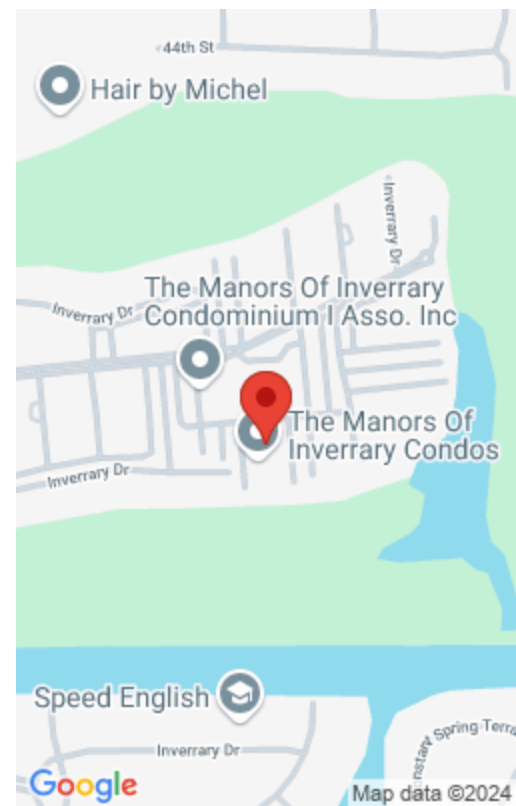 44th St
Hair by Michel
Inverrary Dr
The Manors Of Inverrary
Condominium I Asso. Inc
Inverrary Dr
The Manors Of
Inverrary Condos
Inverrary Dr
Speed English
Inverrary Dr
Spring Terra
Google
Map data ©2024